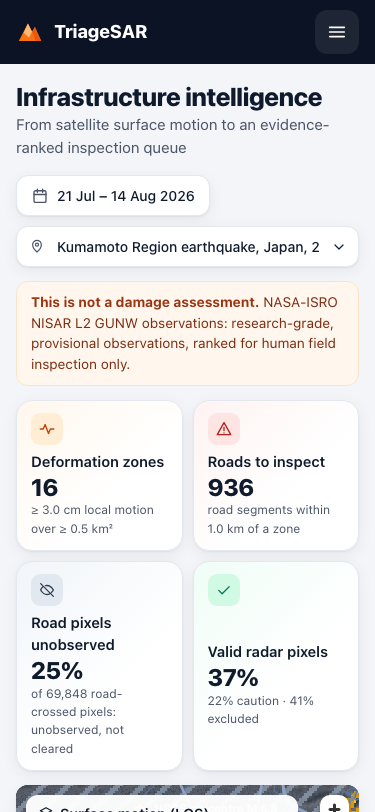 TriageSAR
Infrastructure intelligence
From satellite surface motion to an evidence-
ranked inspection queue
21 Jul – 14 Aug 2026
Kumamoto Region earthquake, Japan, 2
This is not a damage assessment. NASA-ISRO
NISAR L2 GUNW observations: research-grade,
provisional observations, ranked for human field
inspection only.
Deformation zones
16
≥ 3.0 cm local motion
over ≥ 0.5 km²
Roads to inspect
936
road segments within
1.0 km of a zone
Road pixels
unobserved
25%
of 69,848 road-
crossed pixels:
unobserved, not
cleared
Valid radar pixels
37%
22% caution · 41%
excluded
Surface motion (LOS)